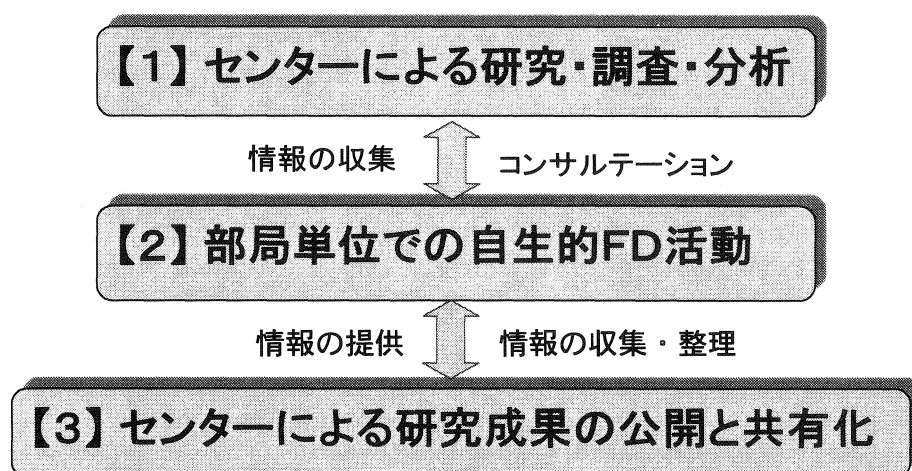 【1】センターによる研究・調査・分析
情報の収集 コンサルテーション
【2】部局単位での自生的FD活動
情報の提供 情報の収集・整理
【3】センターによる研究成果の公開と共有化